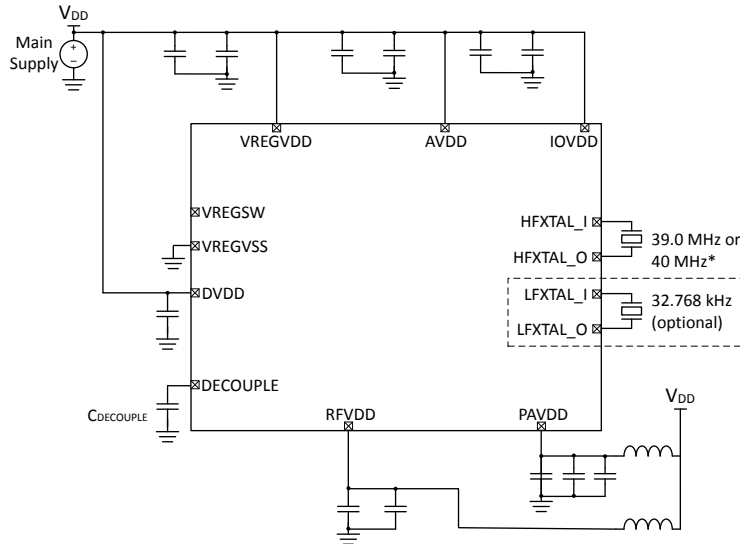 VDD
Main
Supply
+
−
VREGVDD
AVDD
IOVDD
VREGSW
HFXTAL_I
VREGVSS
HFXTAL_O
39.0 MHz or
40 MHz*
DVDD
LFXTAL_I
LFXTAL_O
32.768 kHz
(optional)
DECOUPLE
CDECOUPLE
RFVDD
PAVDD
VDD